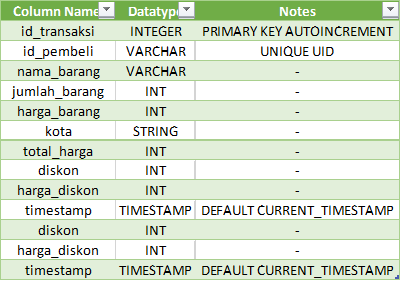 Column Name Datatype Notes
id_transaksi INTEGER PRIMARY KEY AUTOINCREMENT
id_pembeli VARCHAR UNIQUE UID
nama_barang VARCHAR -
jumlah_barang INT -
harga_barang INT -
kota STRING -
total_harga INT -
diskon INT -
harga_diskon INT -
timestamp TIMESTAMP DEFAULT CURRENT_TIMESTAMP
diskon INT -
harga_diskon INT -
timestamp TIMESTAMP DEFAULT CURRENT_TIMESTAMP